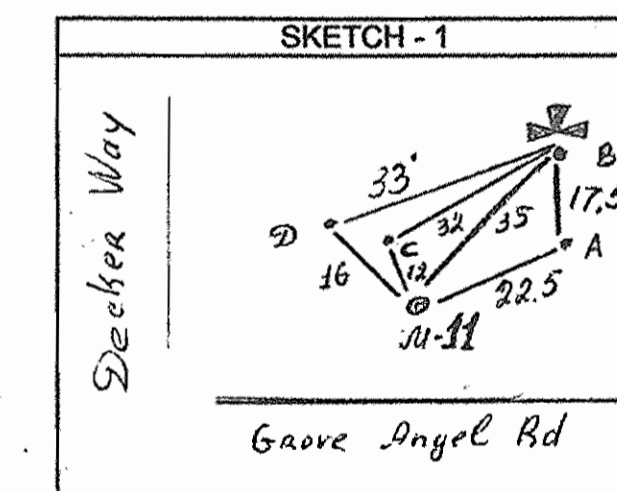 SKETCH - 1
Decker Way
33'
B
D
32
35
17.5
C
A
16
12
22.5
M-11
Grove Angel Rd